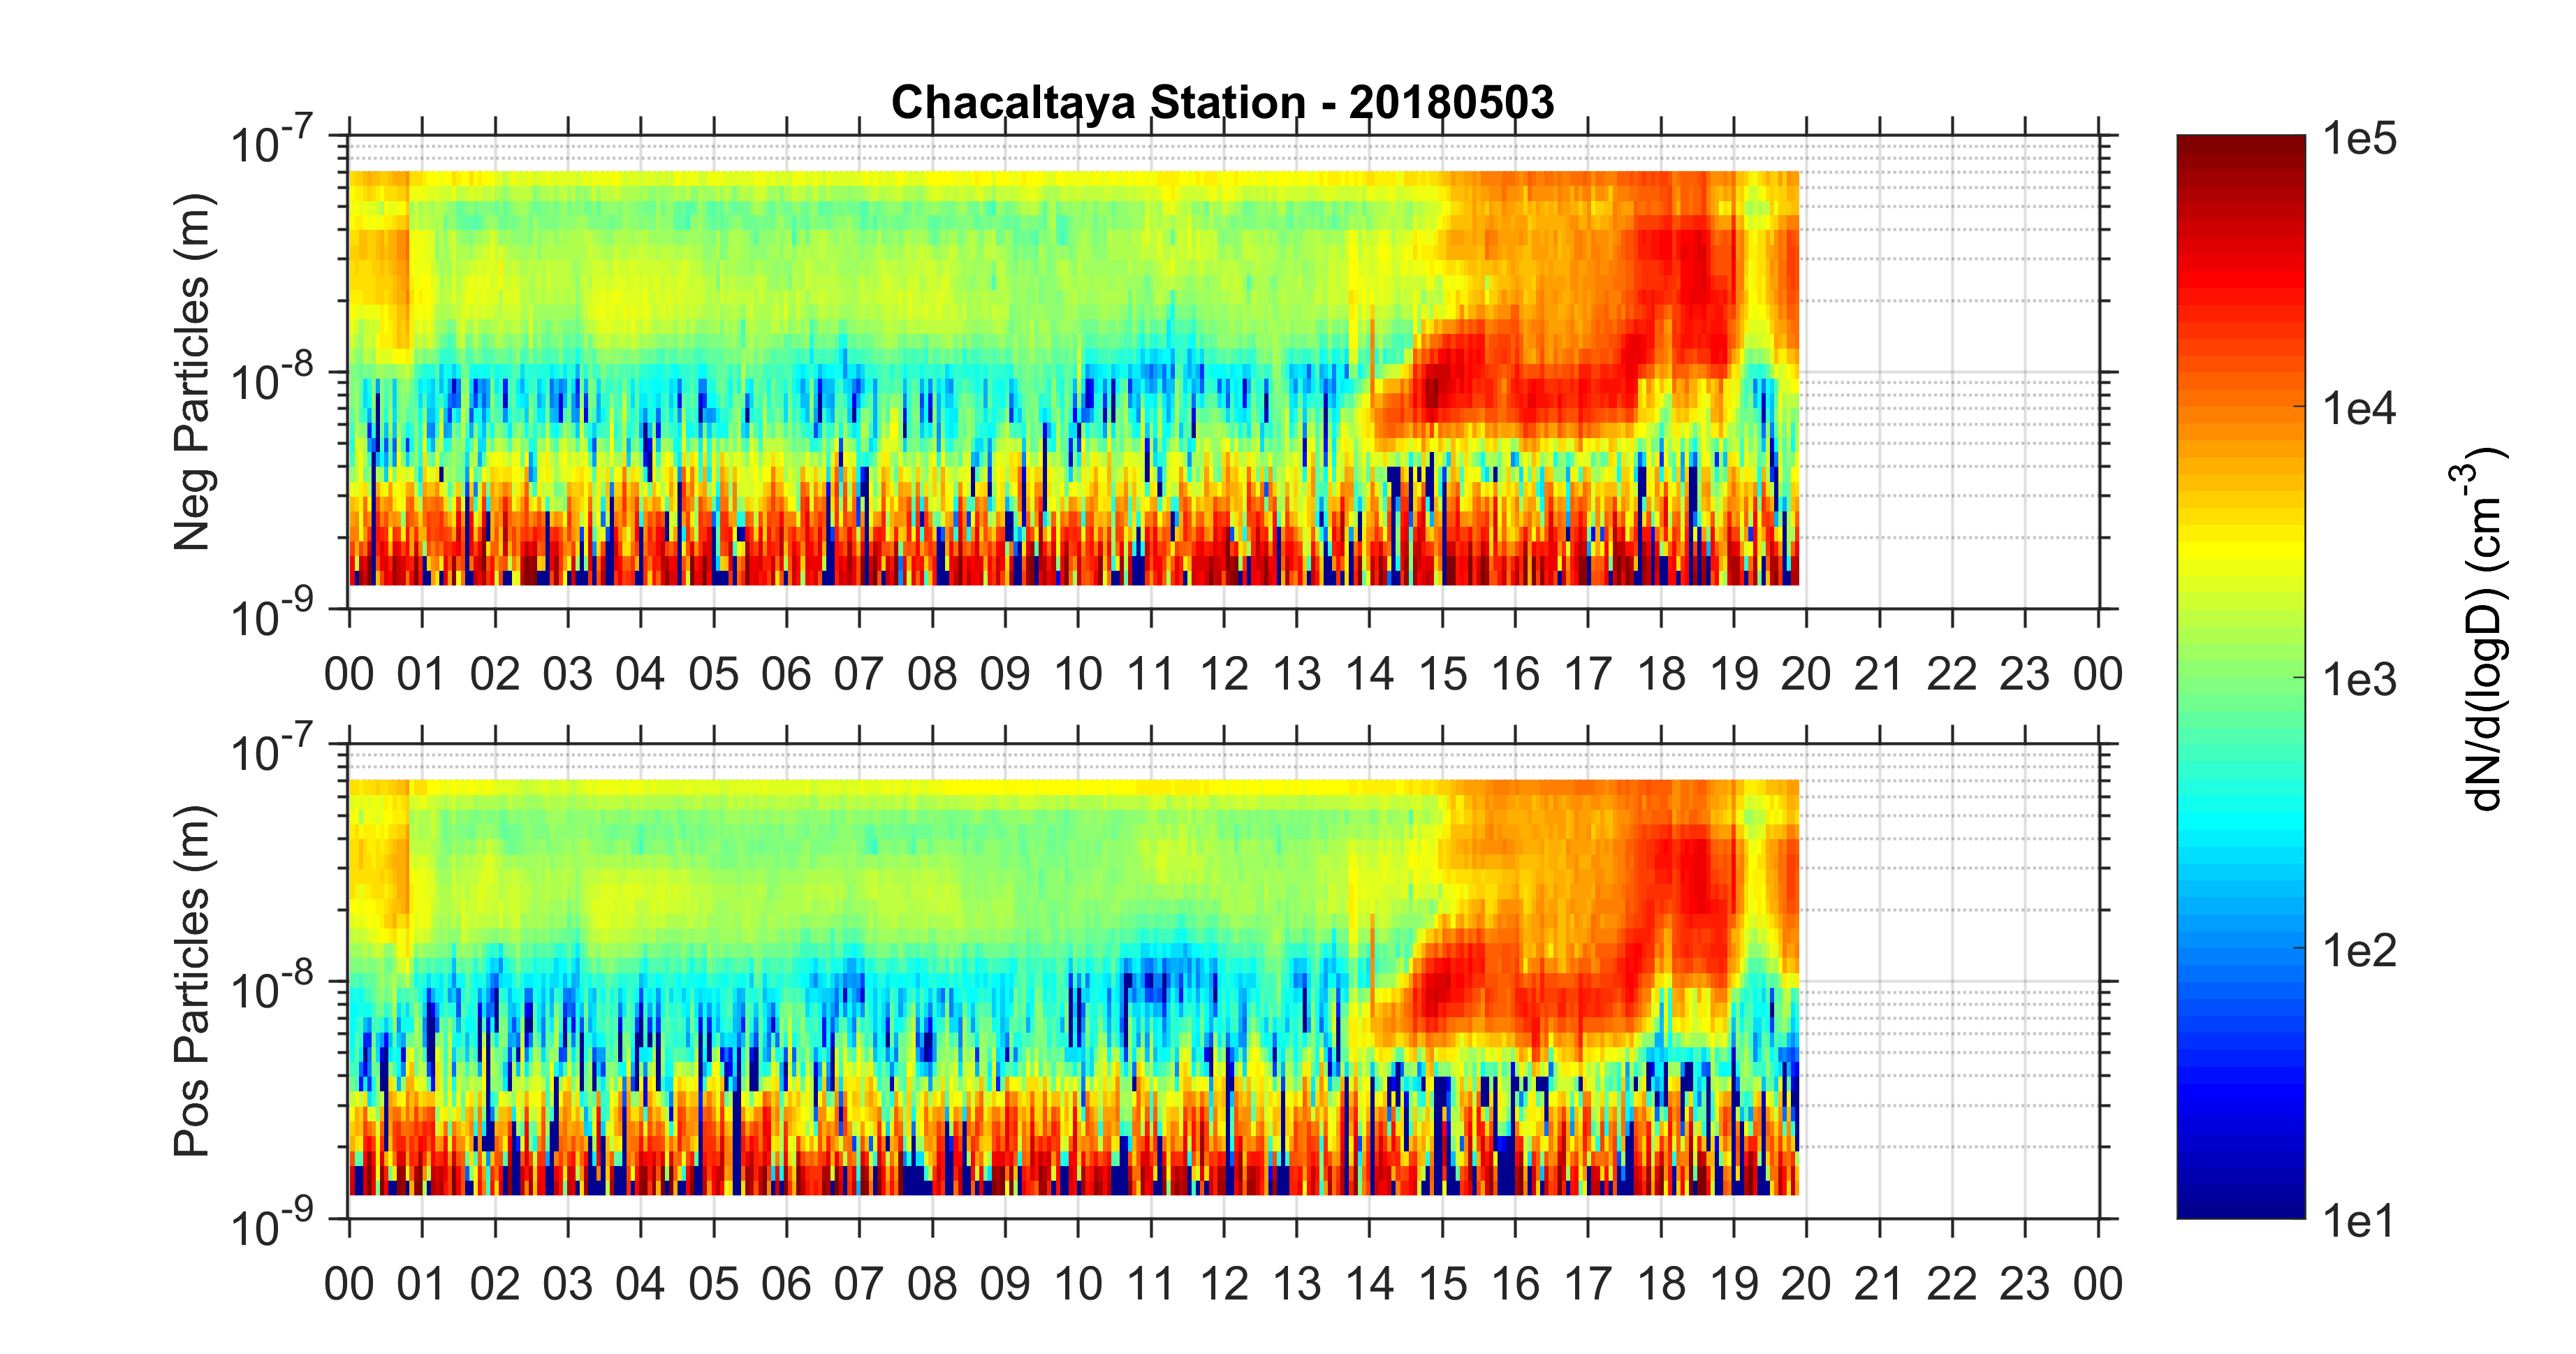 Chacaltaya Station - 20180503
10-7
10-8
10-9
Neg Particles (m)
00 01 02 03 04 05 06 07 08 09 10 11 12 13 14 15 16 17 18 19 20 21 22 23 00
10-7
10-8
10-9
Pos Particles (m)
00 01 02 03 04 05 06 07 08 09 10 11 12 13 14 15 16 17 18 19 20 21 22 23 00
1e5
1e4
1e3
1e2
1e1
dN/d(logD) (cm-3)